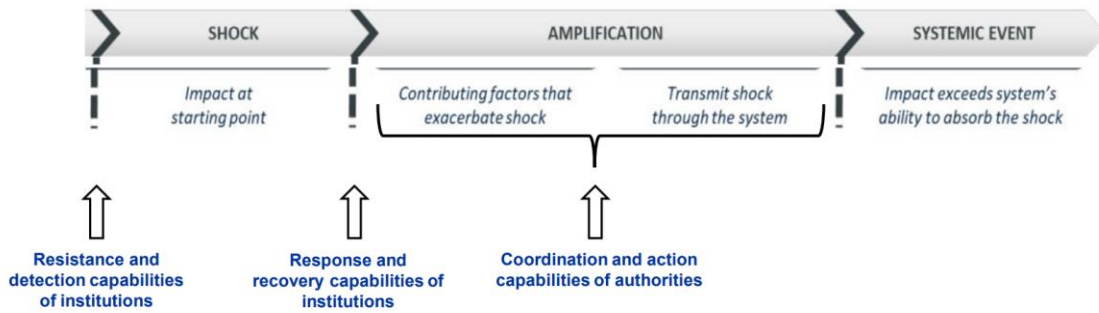 SHOCK
AMPLIFICATION
SYSTEMIC EVENT
Impact at
starting point
Contributing factors that
exacerbate shock
Transmit shock
through the system
Impact exceeds system's
ability to absorb the shock
Resistance and
detection capabilities
of institutions
Response and
recovery capabilities of
institutions
Coordination and action
capabilities of authorities